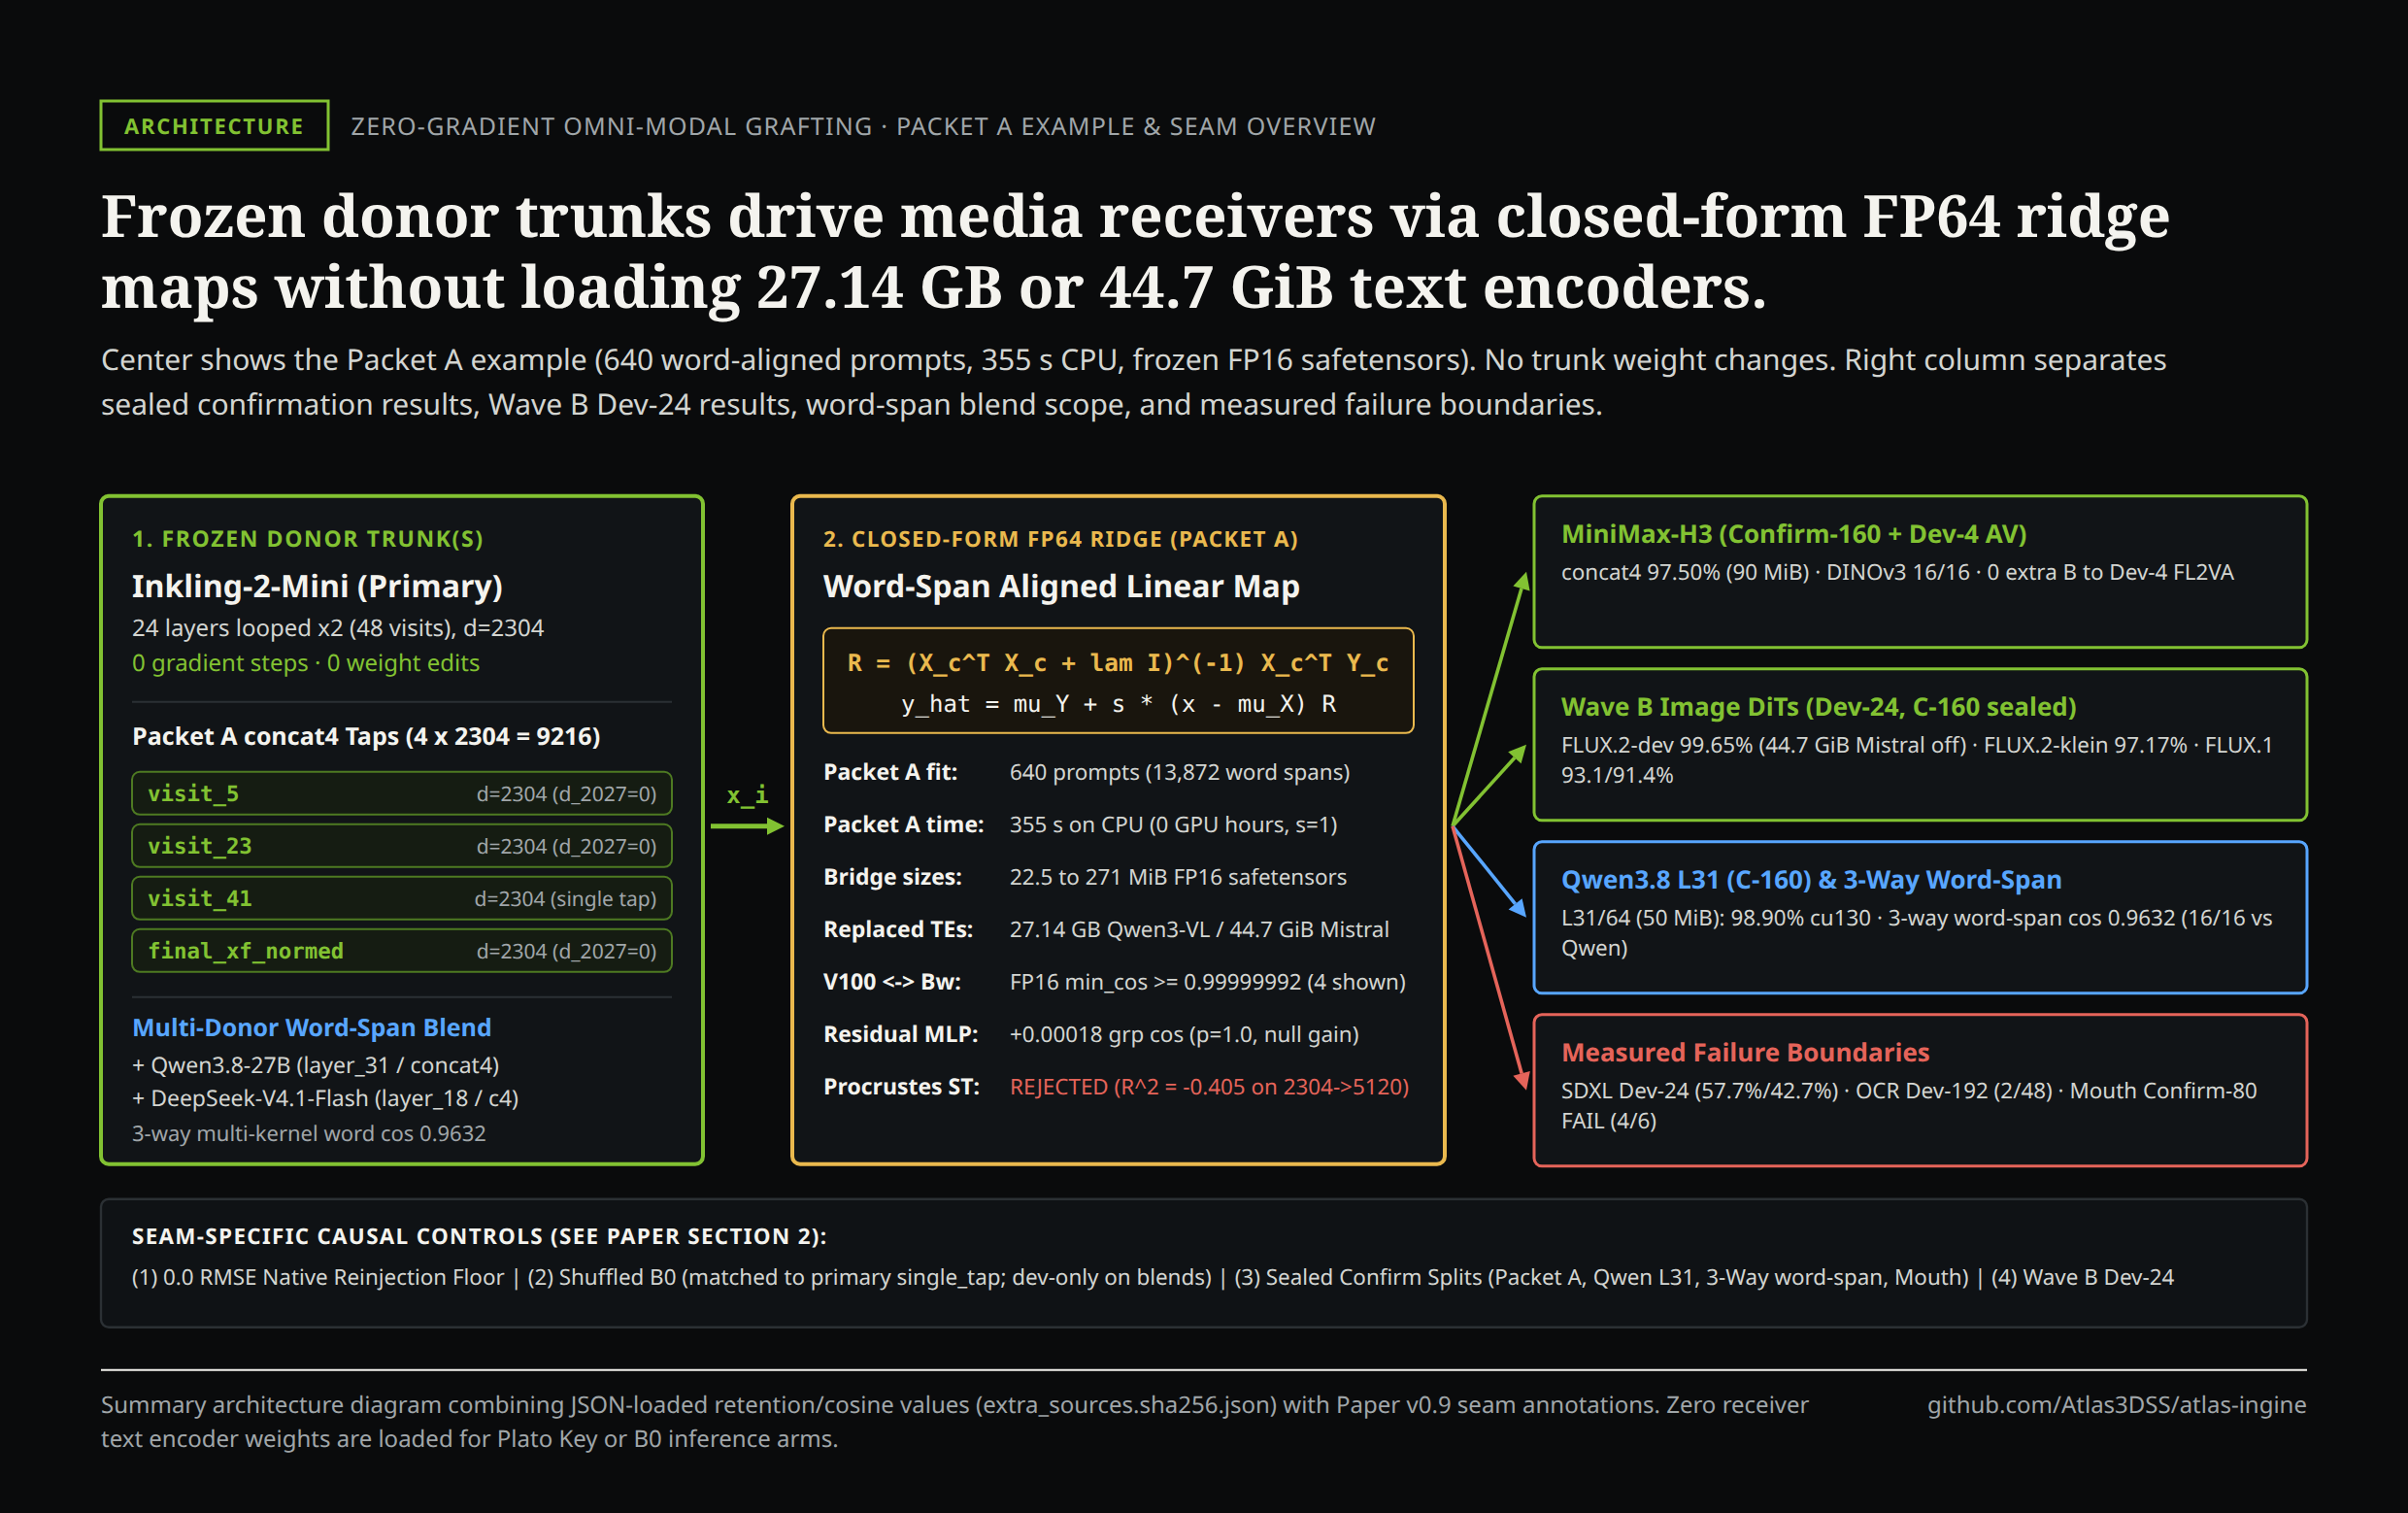 ARCHITECTURE
ZERO-GRADIENT OMNI-MODAL GRAFTING · PACKET A EXAMPLE & SEAM OVERVIEW
Frozen donor trunks drive media receivers via closed-form FP64 ridge
maps without loading 27.14 GB or 44.7 GiB text encoders.
Center shows the Packet A example (640 word-aligned prompts, 355 s CPU, frozen FP16 safetensors). No trunk weight changes. Right column separates
sealed confirmation results, Wave B Dev-24 results, word-span blend scope, and measured failure boundaries.
1. FROZEN DONOR TRUNK(S)
Inkling-2-Mini (Primary)
24 layers looped x2 (48 visits), d=2304
0 gradient steps · 0 weight edits
Packet A concat4 Taps (4 x 2304 = 9216)
visit_5 d=2304 (d_2027=0)
visit_23 d=2304 (d_2027=0)
visit_41 d=2304 (single tap)
final_xf_normed d=2304 (d_2027=0)
Multi-Donor Word-Span Blend
+ Qwen3.8-27B (layer_31 / concat4)
+ DeepSeek-V4.1-Flash (layer_18 / c4)
3-way multi-kernel word cos 0.9632
x_i
2. CLOSED-FORM FP64 RIDGE (PACKET A)
Word-Span Aligned Linear Map
R = (X_c^T X_c + lam I)^(-1) X_c^T Y_c
y_hat = mu_Y + s * (x - mu_X) R
Packet A fit: 640 prompts (13,872 word spans)
Packet A time: 355 s on CPU (0 GPU hours, s=1)
Bridge sizes: 22.5 to 271 MiB FP16 safetensors
Replaced TEs: 27.14 GB Qwen3-VL / 44.7 GiB Mistral
V100 <-> Bw: FP16 min_cos >= 0.99999992 (4 shown)
Residual MLP: +0.00018 grp cos (p=1.0, null gain)
Procrustes ST: REJECTED (R^2 = -0.405 on 2304->5120)
MiniMax-H3 (Confirm-160 + Dev-4 AV)
concat4 97.50% (90 MiB) · DINOv3 16/16 · 0 extra B to Dev-4 FL2VA
Wave B Image DiTs (Dev-24, C-160 sealed)
FLUX.2-dev 99.65% (44.7 GiB Mistral off) · FLUX.2-klein 97.17% · FLUX.1
93.1/91.4%
Qwen3.8 L31 (C-160) & 3-Way Word-Span
L31/64 (50 MiB): 98.90% cu130 · 3-way word-span cos 0.9632 (16/16 vs
Qwen)
Measured Failure Boundaries
SDXL Dev-24 (57.7%/42.7%) · OCR Dev-192 (2/48) · Mouth Confirm-80
FAIL (4/6)
SEAM-SPECIFIC CAUSAL CONTROLS (SEE PAPER SECTION 2):
(1) 0.0 RMSE Native Reinjection Floor | (2) Shuffled B0 (matched to primary single_tap; dev-only on blends) | (3) Sealed Confirm Splits (Packet A, Qwen L31, 3-Way word-span, Mouth) | (4) Wave B Dev-24
Summary architecture diagram combining JSON-loaded retention/cosine values (extra_sources.sha256.json) with Paper v0.9 seam annotations. Zero receiver
text encoder weights are loaded for Plato Key or B0 inference arms.
github.com/Atlas3DSS/atlas-ingine